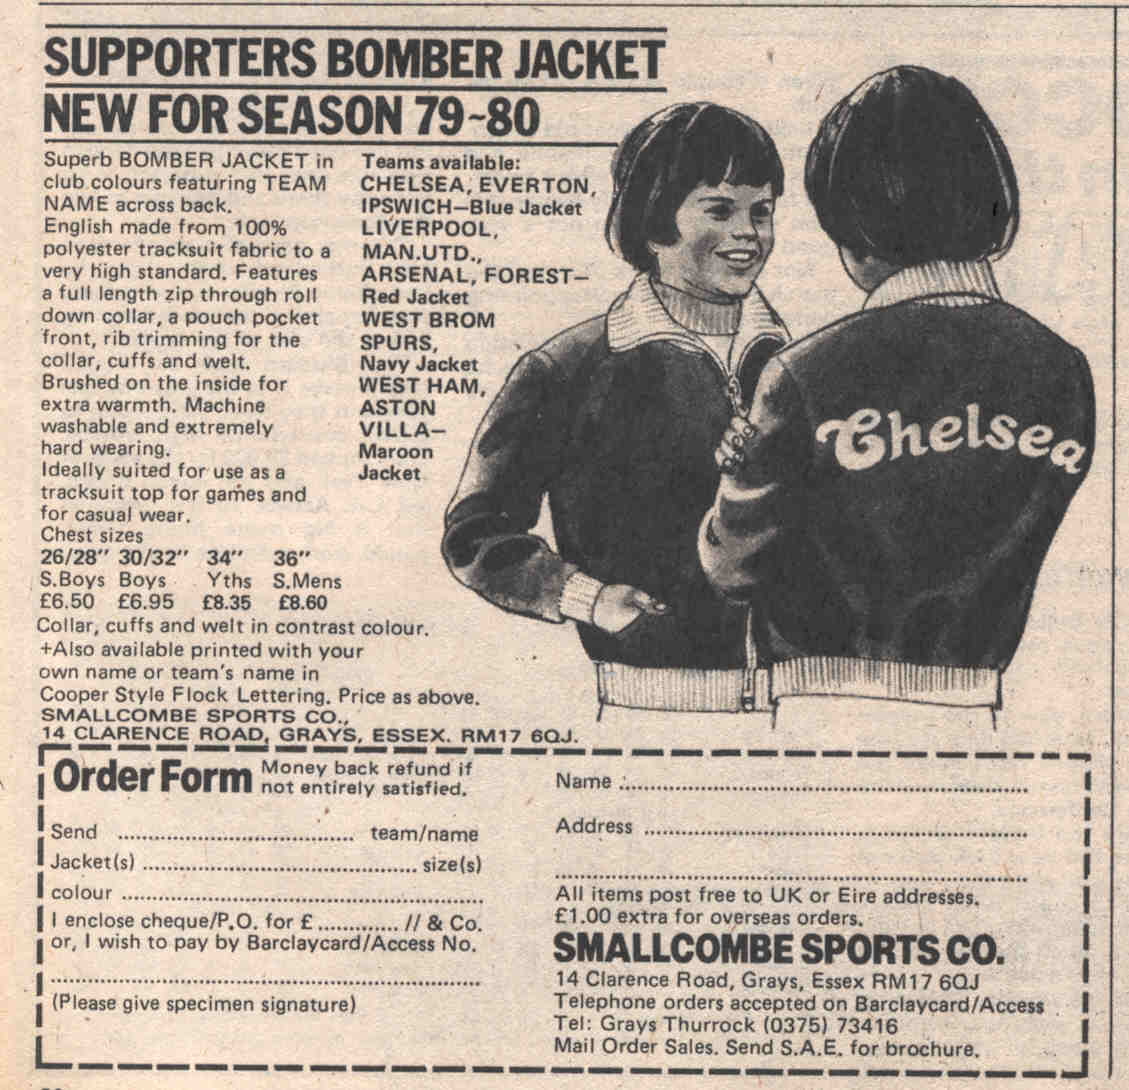 SUPPORTERS BOMBER JACKET
NEW FOR SEASON 79~80
Superb BOMBER JACKET in
club colours featuring TEAM
NAME across back.
English made from 100%
polyester tracksuit fabric to a
very high standard. Features
a full length zip through roll
down collar, a pouch pocket
front, rib trimming for the
collar, cuffs and welt.
Brushed on the inside for
extra warmth. Machine
washable and extremely
hard wearing.
Ideally suited for use as a
tracksuit top for games and
for casual wear.
Chest sizes
26/28" 30/32" 34" 36"
S.Boys Boys Yths S.Mens
£6.50 £6.95 £8.35 £8.60
Collar, cuffs and welt in contrast colour.
+Also available printed with your
own name or team's name in
Cooper Style Flock Lettering. Price as above.
SMALLCOMBE SPORTS CO.,
14 CLARENCE ROAD, GRAYS, ESSEX. RM17 6QJ.
Teams available:
CHELSEA, EVERTON,
IPSWICH—Blue Jacket
LIVERPOOL,
MAN.UTD.,
ARSENAL, FOREST—
Red Jacket
WEST BROM
SPURS,
Navy Jacket
WEST HAM,
ASTON
VILLA—
Maroon
Jacket
Chelsea
Order Form Money back refund if
not entirely satisfied.
Send .................................. team/name
Jacket(s) ........................................ size(s)
colour ....................................................
I enclose cheque/P.O. for £ ............. // & Co.
or, I wish to pay by Barclaycard/Access No.
..............................................................
(Please give specimen signature)
Name ..........................................................
Address .......................................................
....................................................................
All items post free to UK or Eire addresses.
£1.00 extra for overseas orders.
SMALLCOMBE SPORTS CO.
14 Clarence Road, Grays, Essex RM17 6QJ
Telephone orders accepted on Barclaycard/Access
Tel: Grays Thurrock (0375) 73416
Mail Order Sales. Send S.A.E. for brochure.